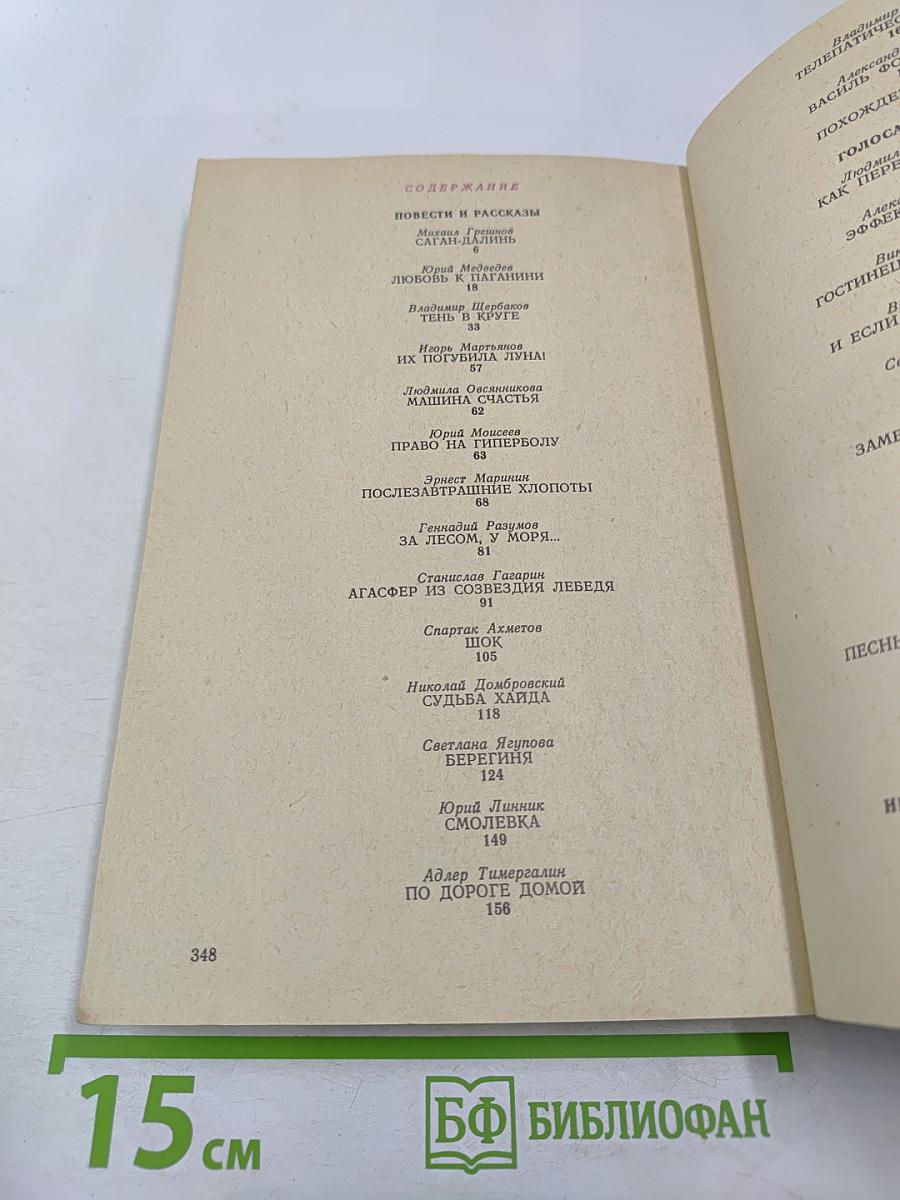 СОДЕРЖАНИЕ
ПОВЕСТИ И РАССКАЗЫ
Михаил Грешнов
САГАН-ДАЛИНЬ
6
Юрий Медведев
ЛЮБОВЬ К ПАГАНИНИ
18
Владимир Щербаков
ТЕНЬ В КРУГЕ
33
Игорь Мартьянов
ИХ ПОГУБИЛА ЛУНА!
57
Людмила Овсянникова
МАШИНА СЧАСТЬЯ
62
Юрий Моисеев
ПРАВО НА ГИПЕРБОЛУ
63
Эрнест Маринин
ПОСЛЕЗАВТРАШНИЕ ХЛОПОТЫ
68
Геннадий Разумов
ЗА ЛЕСОМ, У МОРЯ...
81
Станислав Гагарин
АГАСФЕР ИЗ СОЗВЕЗДИЯ ЛЕБЕДЯ
91
Спартак Ахметов
ШОК
105
Николай Домбровский
СУДЬБА ХАЙДА
118
Светлана Ягупова
БЕРЕГИНЯ
124
Юрий Линник
СМОЛЕВКА
149
Адлер Тимергалин
ПО ДОРОГЕ ДОМОЙ
156
348
Владимир
ВАСИЛЬ
КАК
И ЕСЛИ
15 см
БФ БИБЛИОФАН